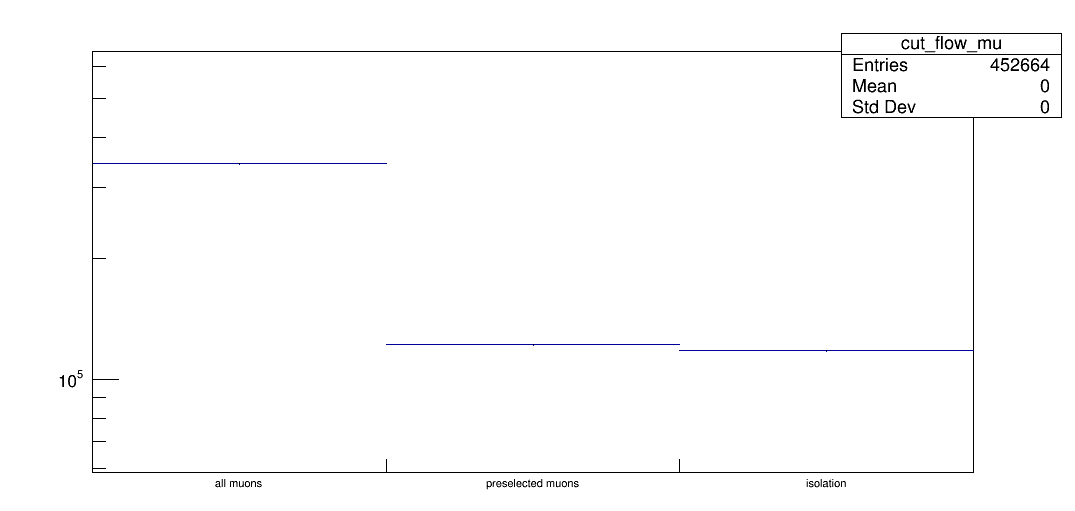 cut_flow_mu
Entries 452664
Mean 0
Std Dev 0
10^5
all muons preselected muons isolation